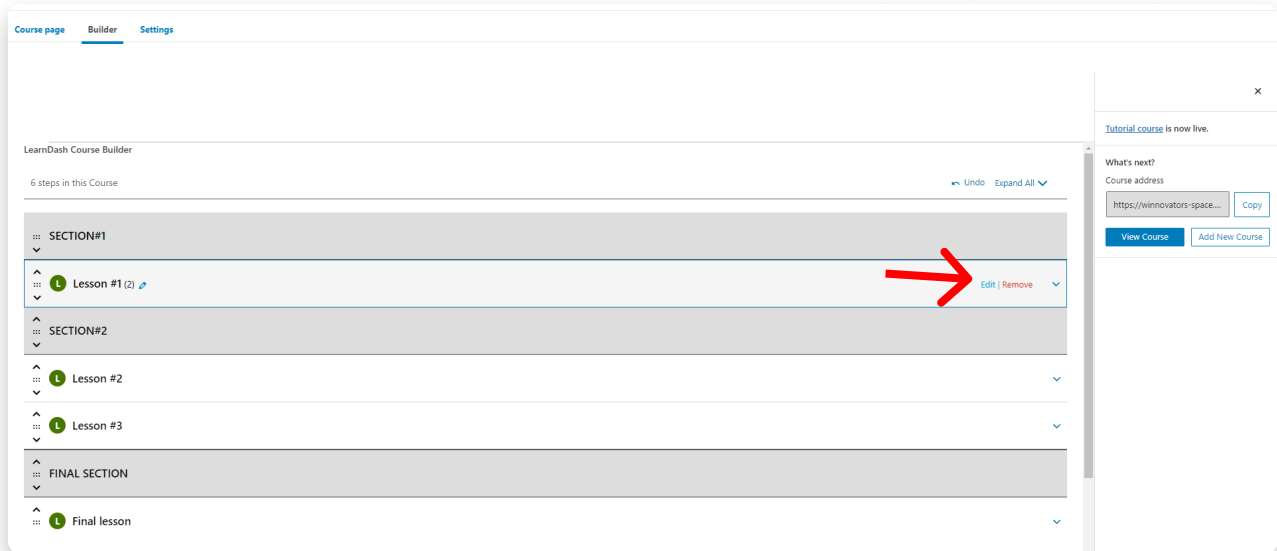 Course page Builder Settings
Tutorial course is now live.
LearnDash Course Builder
What's next?
Course address
6 steps in this Course Undo Expand All
https://winnovators-space.... Copy
View Course Add New Course
SECTION#1
L Lesson #1 (2) Edit | Remove
SECTION#2
L Lesson #2
L Lesson #3
FINAL SECTION
L Final lesson